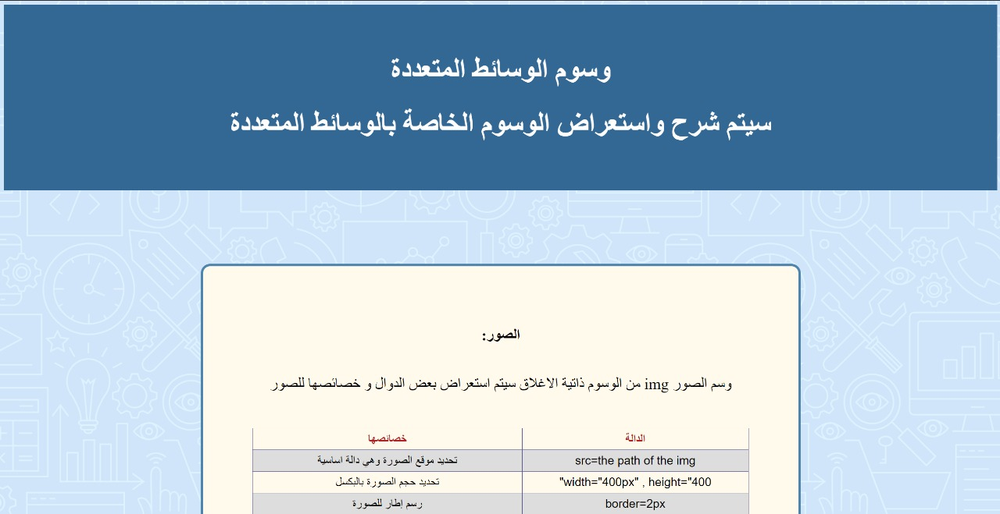 وسوم الوسائط المتعددة
سيتم شرح واستعراض الوسوم الخاصة بالوسائط المتعددة
الصور:
وسم الصور img من الوسوم ذاتية الاغلاق سيتم استعراض بعض الدوال و خصائصها للصور
الدالة خصائصها
src=the path of the img تحديد موقع الصورة وهي دالة اساسية
"width="400px" , height="400 تحديد حجم الصورة بالبكسل
border=2px رسم إطار للصورة